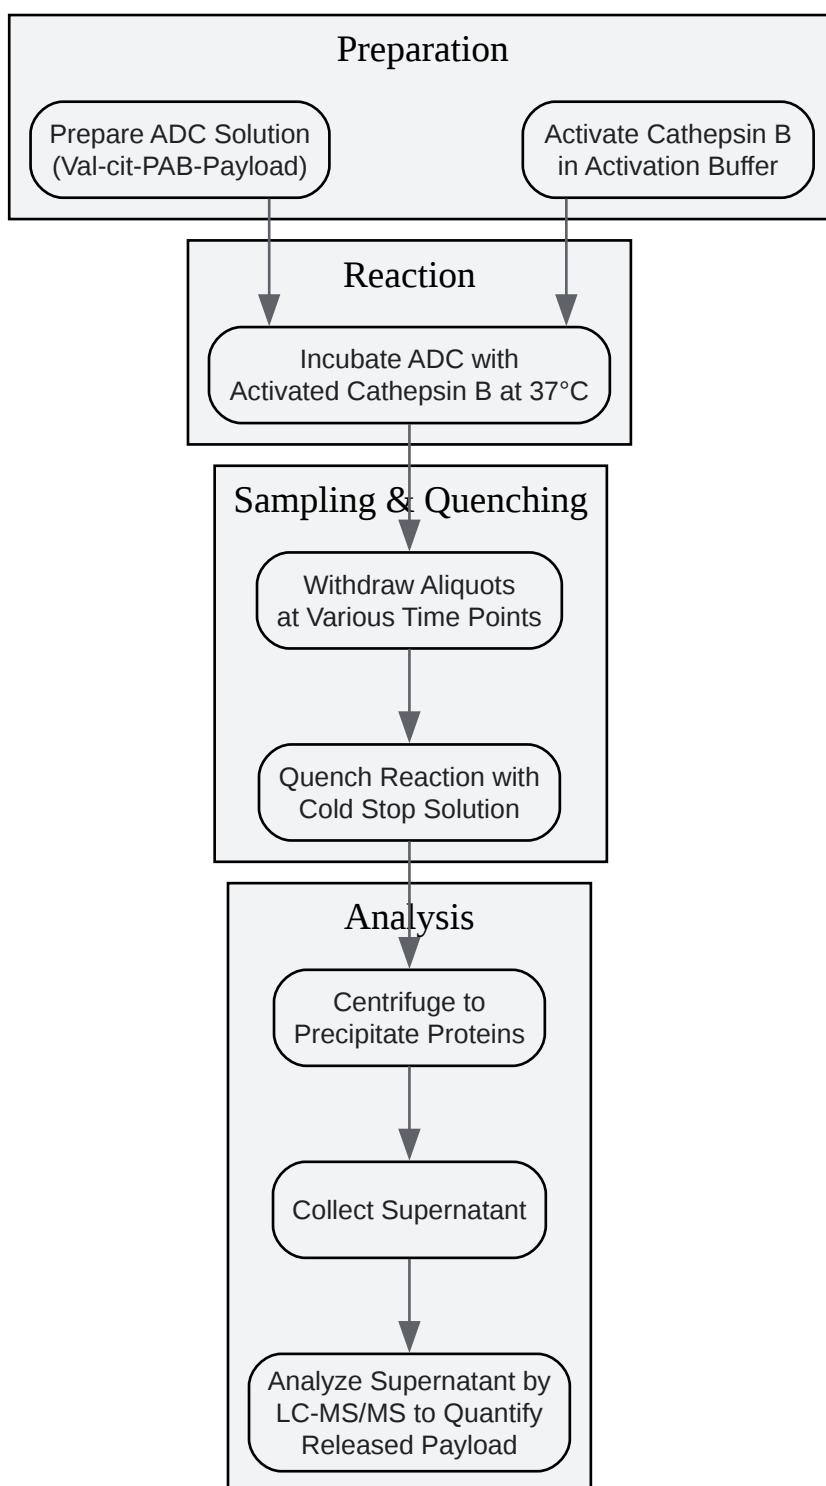 Preparation
Prepare ADC Solution
(Val-cit-PAB-Payload)
Activate Cathepsin B
in Activation Buffer
Reaction
Incubate ADC with
Activated Cathepsin B at 37°C
Sampling & Quenching
Withdraw Aliquots
at Various Time Points
Quench Reaction with
Cold Stop Solution
Analysis
Centrifuge to
Precipitate Proteins
Collect Supernatant
Analyze Supernatant by
LC-MS/MS to Quantify
Released Payload